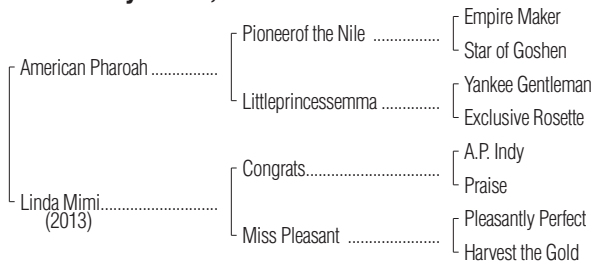 Empire Maker
Pioneerof the Nile ................
Star of Goshen
American Pharoah ................
Yankee Gentleman
Littleprincessemma ..............
Exclusive Rosette
A.P. Indy
Congrats................................
Praise
Linda Mimi............................
(2013)
Pleasantly Perfect
Miss Pleasant ......................
Harvest the Gold